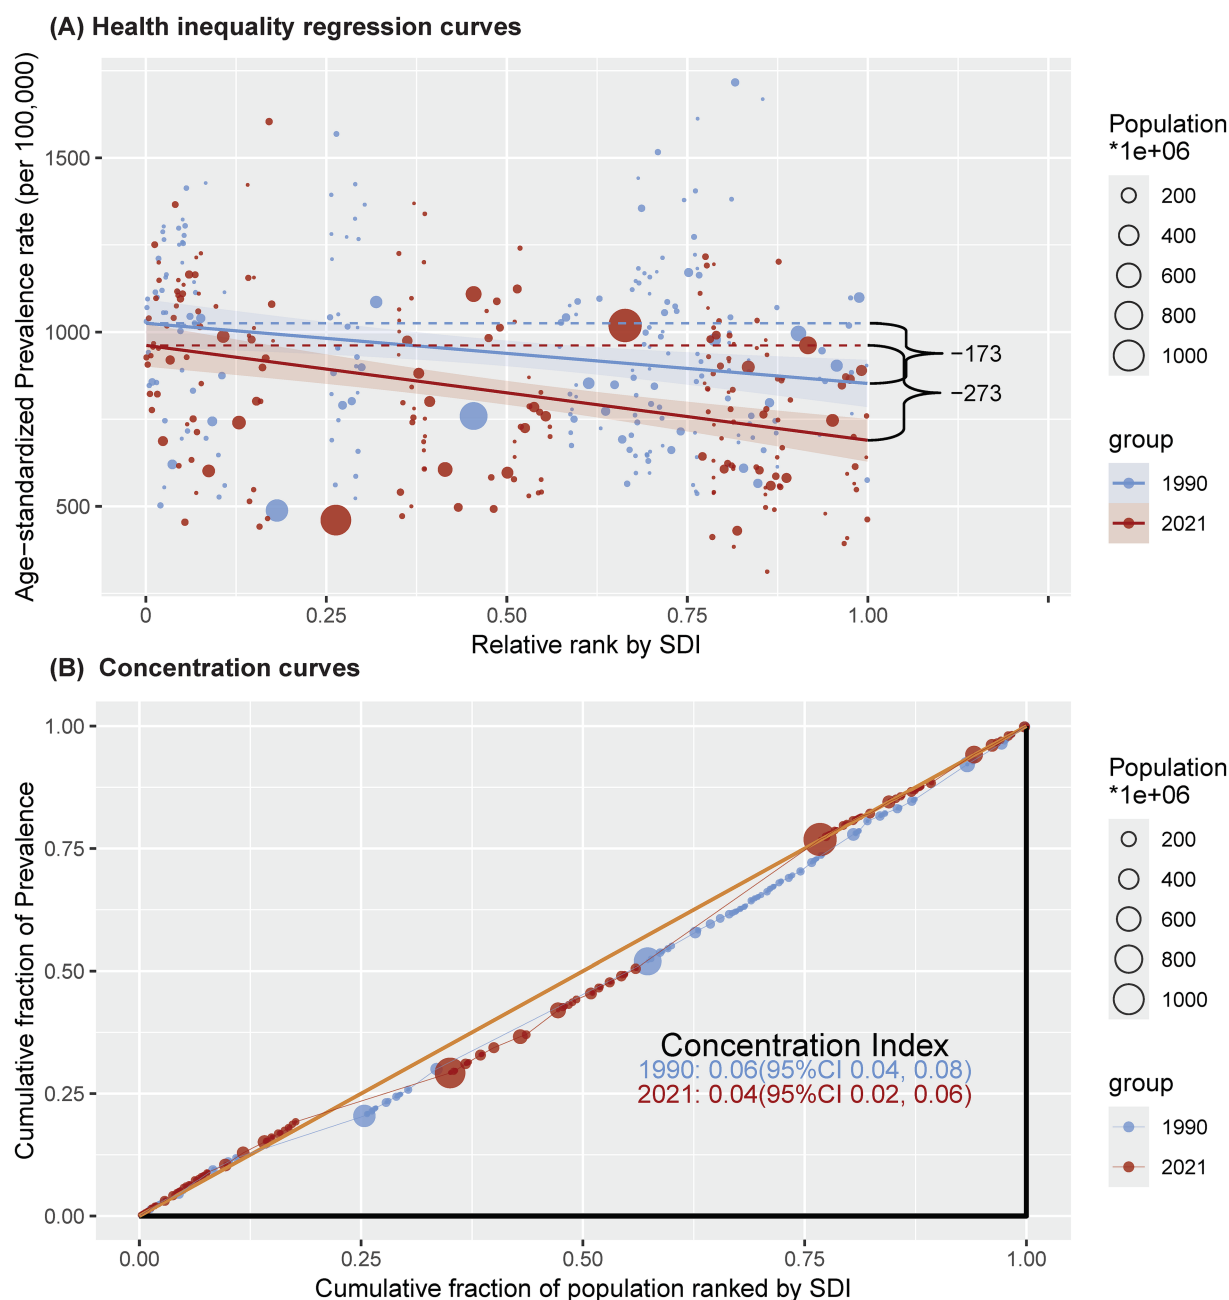 (A) Health inequality regression curves
Age−standardized Prevalence rate (per 100,000)
1500
1000
500
−173
−273
0
0.25
0.50
0.75
1.00
Relative rank by SDI
Population
*1e+06
200
400
600
800
1000
group
1990
2021
(B) Concentration curves
Cumulative fraction of Prevalence
1.00
0.75
0.50
0.25
0.00
Concentration Index
1990: 0.06(95%CI 0.04, 0.08)
2021: 0.04(95%CI 0.02, 0.06)
0.00
0.25
0.50
0.75
1.00
Cumulative fraction of population ranked by SDI
Population
*1e+06
200
400
600
800
1000
group
1990
2021